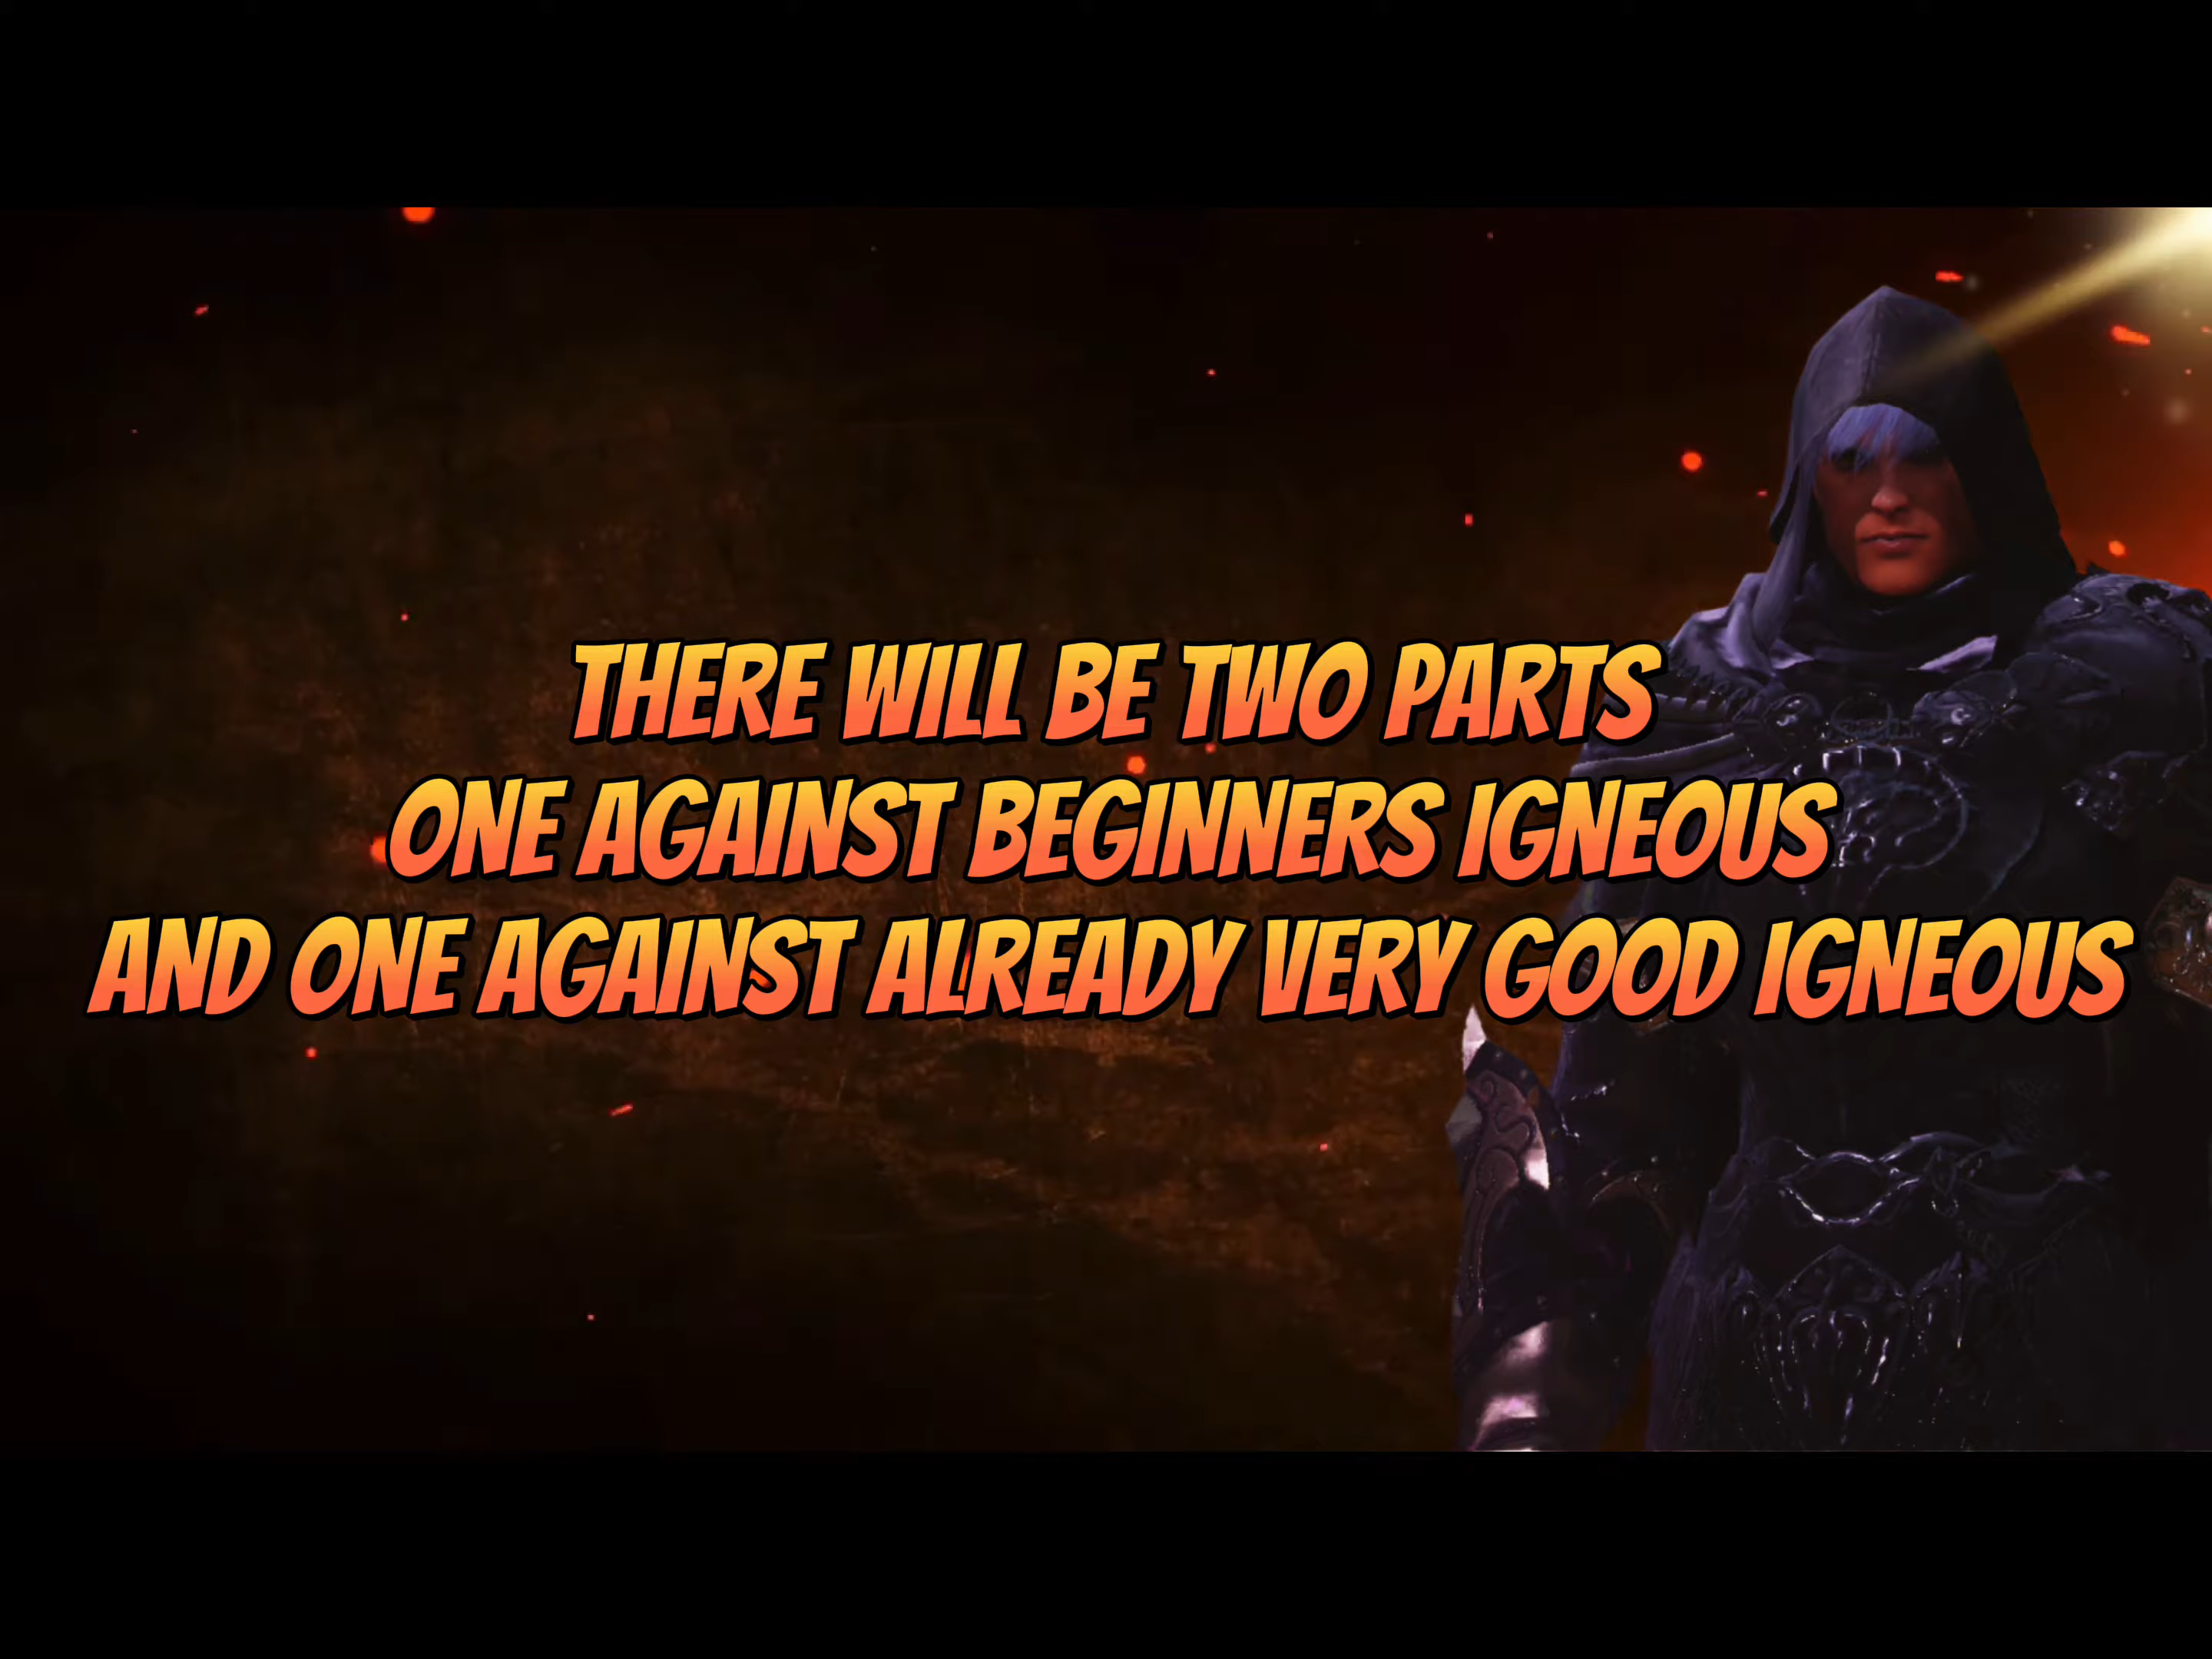 THERE WILL BE TWO PARTS
ONE AGAINST BEGINNERS IGNEOUS
AND ONE AGAINST ALREADY VERY GOOD IGNEOUS